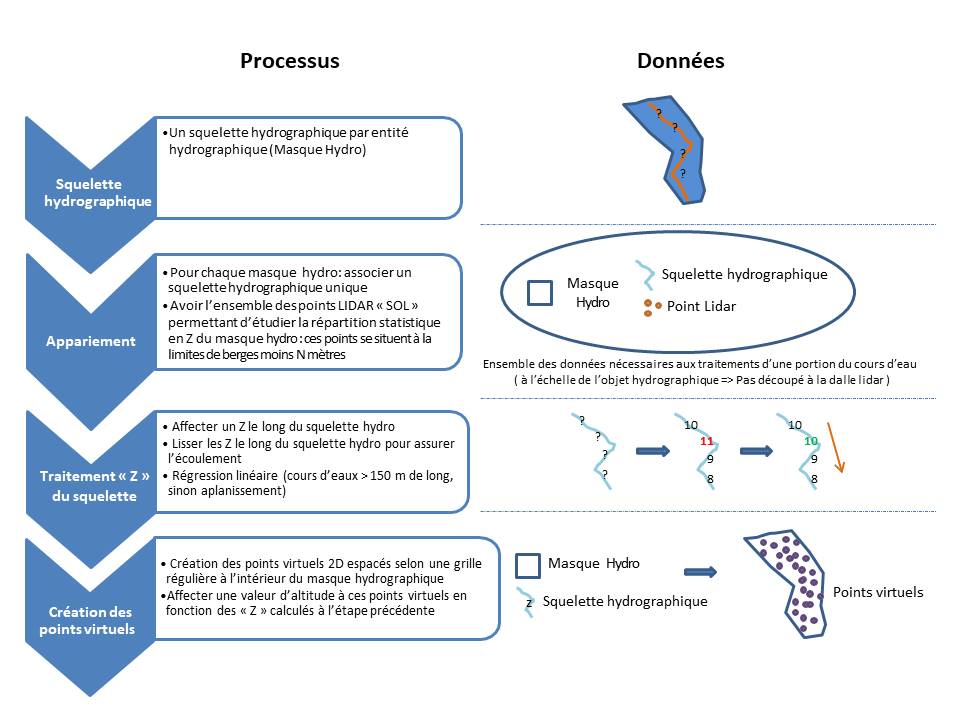 Processus
Données
Squelette
hydrographique
•Un squelette hydrographique par entité
hydrographique (Masque Hydro)
?
?
?
?
Appariement
• Pour chaque masque hydro: associer un
squelette hydrographique unique
• Avoir l'ensemble des points LIDAR « SOL »
permettant d'étudier la répartition statistique
en Z du masque hydro : ces points se situent à la
limites de berges moins N mètres
Masque
Hydro
Squelette hydrographique
Point Lidar
Ensemble des données nécessaires aux traitements d'une portion du cours d'eau
( à l'échelle de l'objet hydrographique => Pas découpé à la dalle lidar )
Traitement « Z »
du squelette
• Affecter un Z le long du squelette hydro
• Lisser les Z le long du squelette hydro pour assurer
l'écoulement
• Régression linéaire (cours d'eaux > 150 m de long,
sinon aplanissement)
?
?
?
?
10
11
9
8
10
10
9
8
Création des
points virtuels
• Création des points virtuels 2D espacés selon une grille
régulière à l'intérieur du masque hydrographique
•Affecter une valeur d'altitude à ces points virtuels en
fonction des « Z » calculés à l'étape précédente
Masque Hydro
z
Squelette hydrographique
Points virtuels